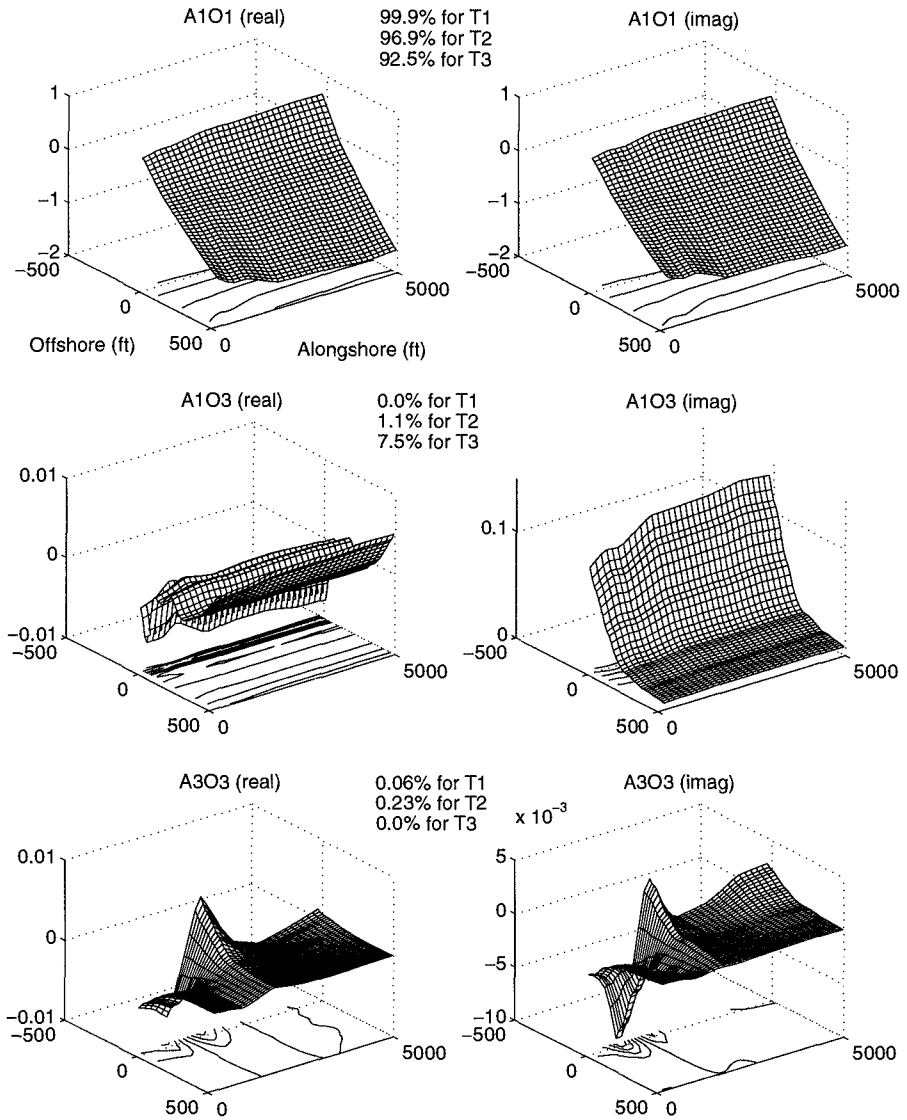 A1O1 (real)
99.9% for T1
96.9% for T2
92.5% for T3
A1O1 (imag)
1
0
−1
−2
−500
0
500
0
5000
Offshore (ft)
Alongshore (ft)
1
0
−1
−2
−500
0
500
0
5000
A1O3 (real)
0.0% for T1
1.1% for T2
7.5% for T3
A1O3 (imag)
0.01
0
−0.01
−500
0
500
0
5000
0.1
0
−500
0
500
0
5000
A3O3 (real)
0.06% for T1
0.23% for T2
0.0% for T3
A3O3 (imag)
x 10⁻³
0.01
0
−0.01
−500
0
500
0
5000
5
0
−5
−10
−500
0
500
0
5000